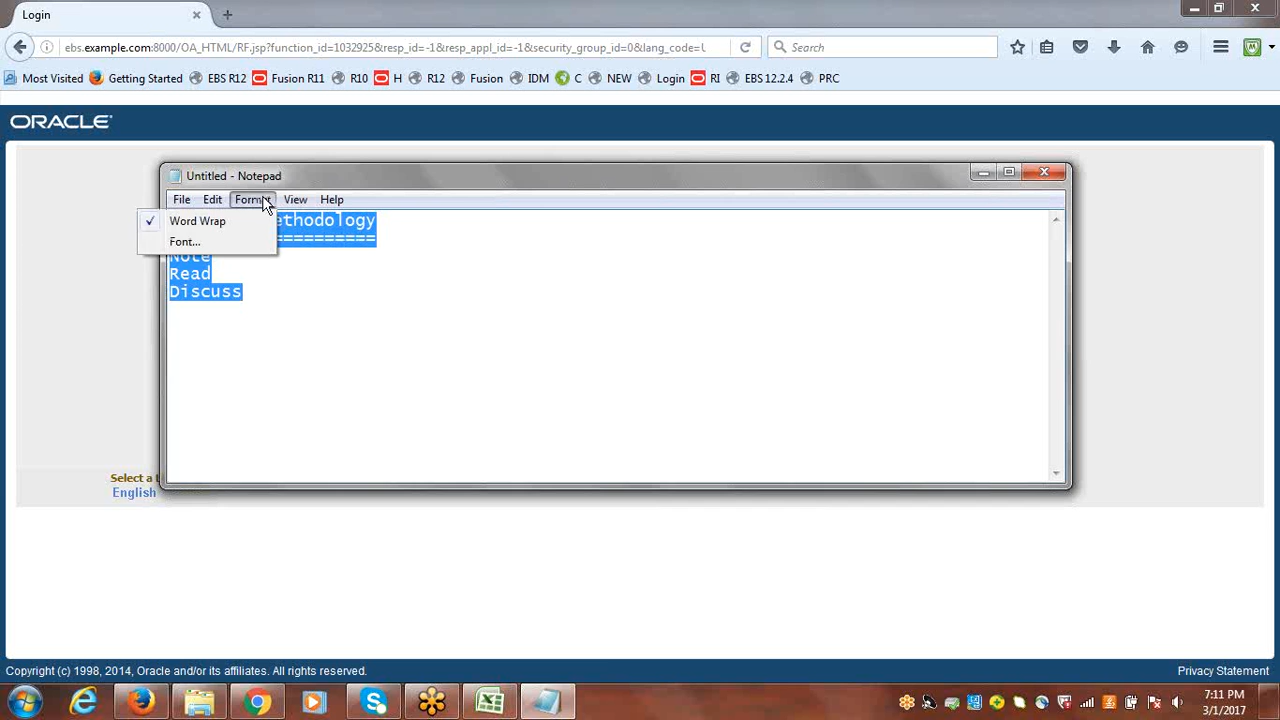 Login
ebs.example.com:8000/OA_HTML/RF.jsp?function_id=1032925&resp_id=-1&resp_appl_id=-1&security_group_id=0&lang_code=U
Search
Most Visited Getting Started EBS R12 Fusion R11 R10 H R12 Fusion IDM C NEW Login RI EBS 12.2.4 PRC
ORACLE
Untitled - Notepad
File Edit Format View Help
Word Wrap
Font...
ethodology
==========
Note
Read
Discuss
Select a
English
Copyright (c) 1998, 2014, Oracle and/or its affiliates. All rights reserved.
Privacy Statement
7:11 PM
3/1/2017